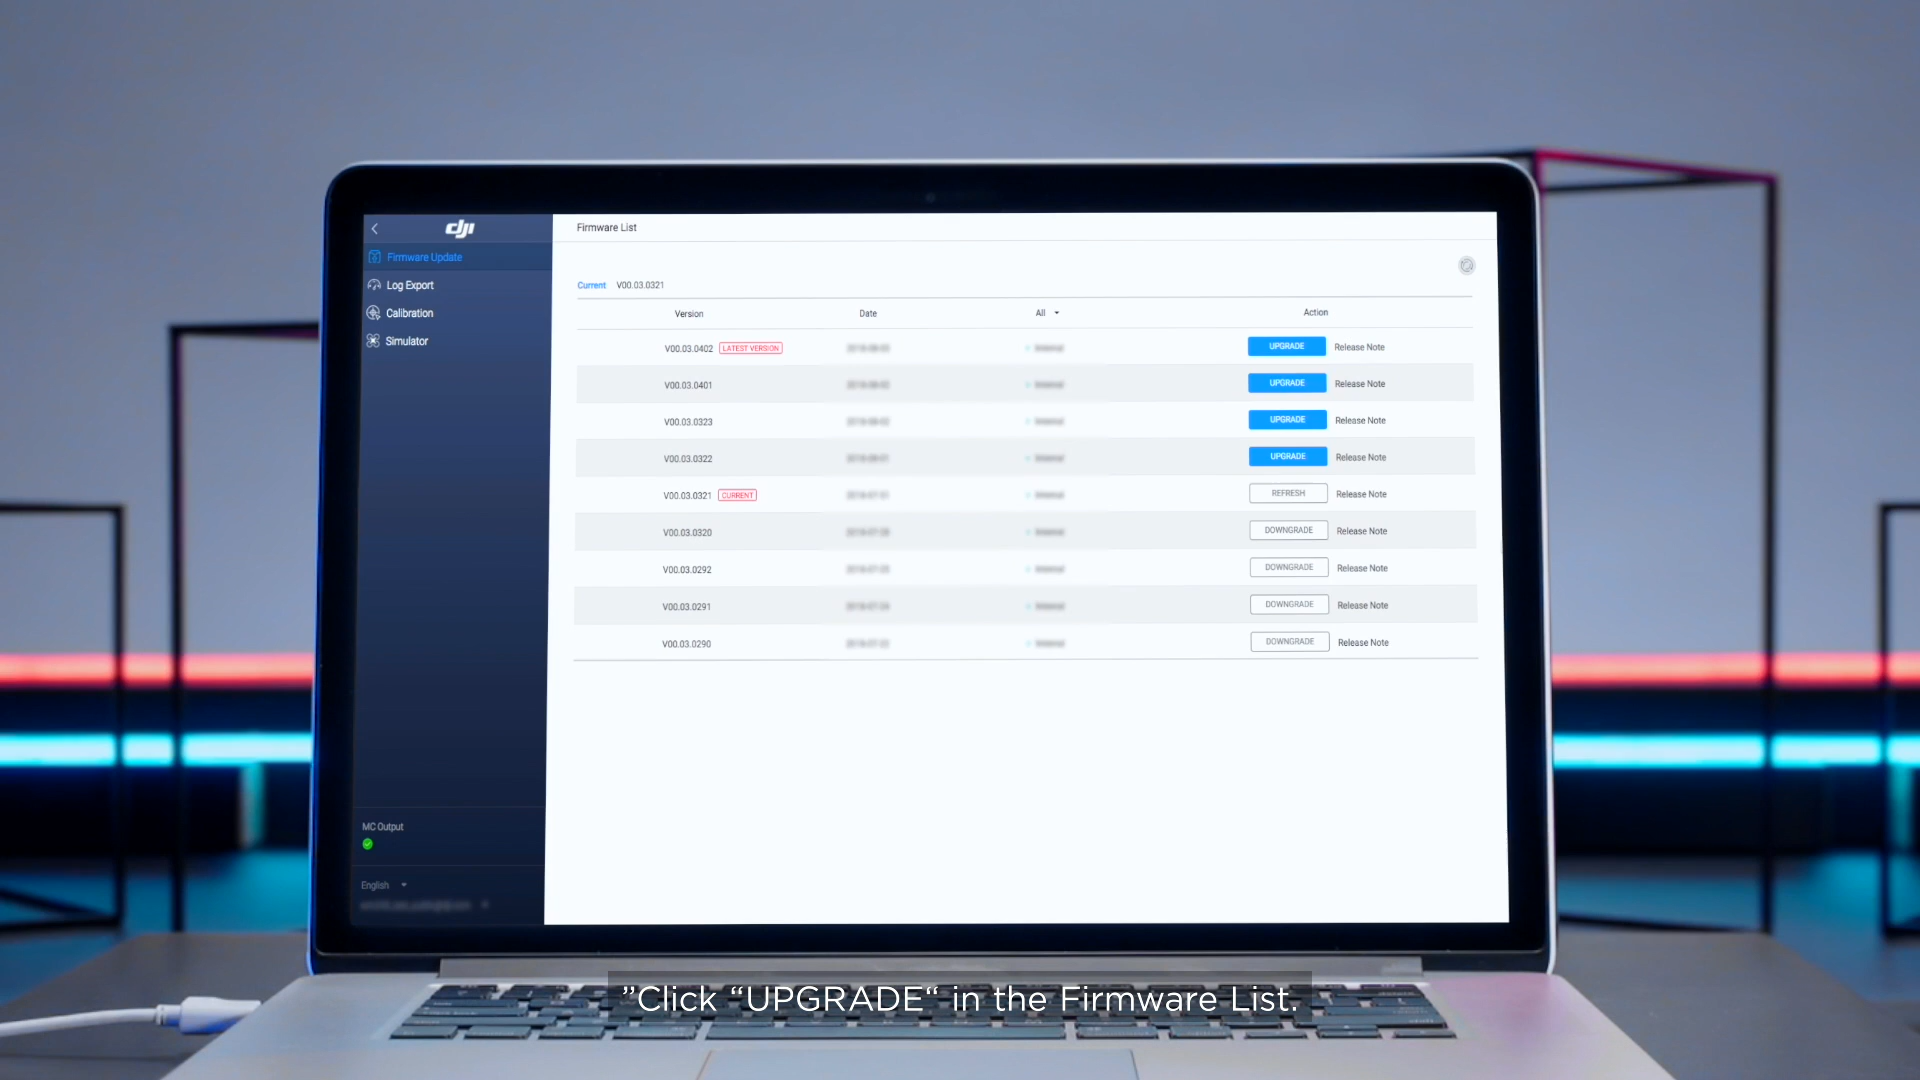 dji
Firmware List
Firmware Update
Log Export
Calibration
Simulator
Current V00.03.0321
Version Date All Action
V00.03.0402 LATEST VERSION UPGRADE Release Note
V00.03.0401 UPGRADE Release Note
V00.03.0323 UPGRADE Release Note
V00.03.0322 UPGRADE Release Note
V00.03.0321 CURRENT REFRESH Release Note
V00.03.0320 DOWNGRADE Release Note
V00.03.0292 DOWNGRADE Release Note
V00.03.0291 DOWNGRADE Release Note
V00.03.0290 DOWNGRADE Release Note
MC Output
English
”Click “UPGRADE“ in the Firmware List.